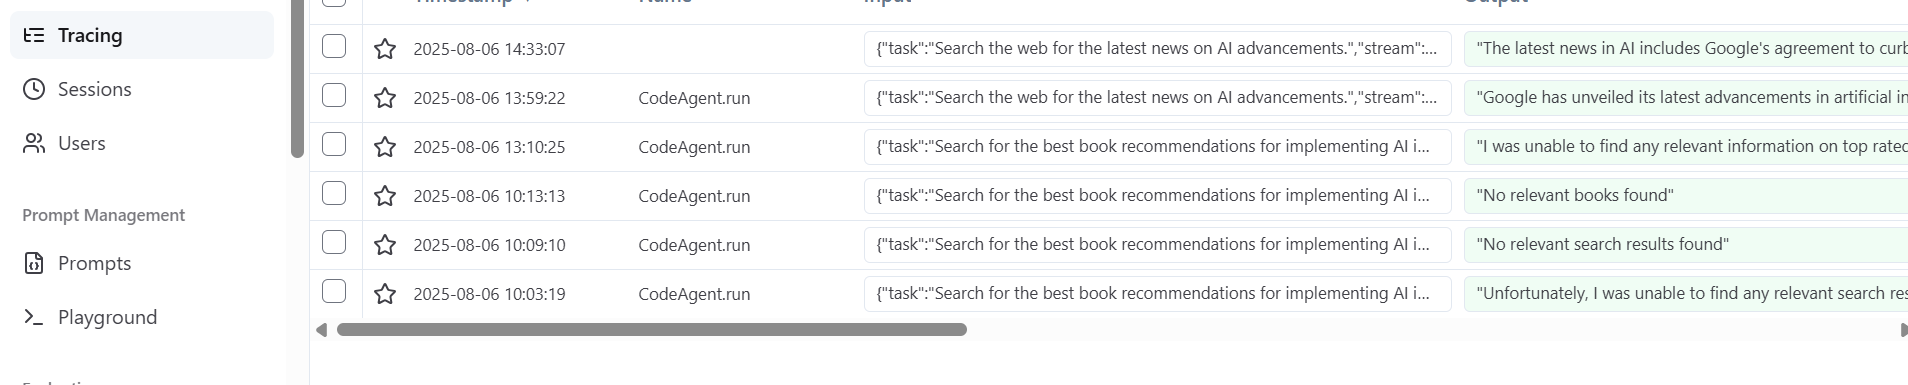 Timestamp
Name
Input
Output
Tracing
2025-08-06 14:33:07
{"task":"Search the web for the latest news on AI advancements.","stream":...
"The latest news in AI includes Google's agreement to curb
Sessions
2025-08-06 13:59:22
CodeAgent.run
{"task":"Search the web for the latest news on AI advancements.","stream":...
"Google has unveiled its latest advancements in artificial in
Users
2025-08-06 13:10:25
CodeAgent.run
{"task":"Search for the best book recommendations for implementing AI i...
"I was unable to find any relevant information on top rated
2025-08-06 10:13:13
CodeAgent.run
{"task":"Search for the best book recommendations for implementing AI i...
"No relevant books found"
Prompt Management
2025-08-06 10:09:10
CodeAgent.run
{"task":"Search for the best book recommendations for implementing AI i...
"No relevant search results found"
Prompts
2025-08-06 10:03:19
CodeAgent.run
{"task":"Search for the best book recommendations for implementing AI i...
"Unfortunately, I was unable to find any relevant search res
Playground